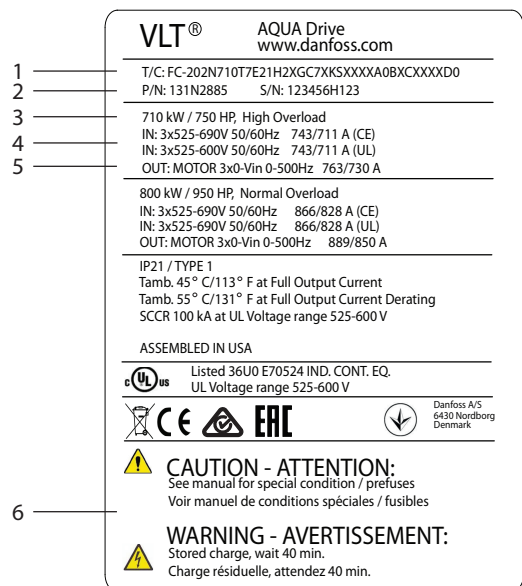 VLT® AQUA Drive
www.danfoss.com
1 T/C: FC-202N710T7E21H2XGC7XKSXXXXA0BXCXXXXD0
2 P/N: 131N2885 S/N: 123456H123
3 710 kW / 750 HP, High Overload
4 IN: 3x525-690V 50/60Hz 743/711 A (CE)
IN: 3x525-600V 50/60Hz 743/711 A (UL)
5 OUT: MOTOR 3x0-Vin 0-500Hz 763/730 A
800 kW / 950 HP, Normal Overload
IN: 3x525-690V 50/60Hz 866/828 A (CE)
IN: 3x525-690V 50/60Hz 866/828 A (UL)
OUT: MOTOR 3x0-Vin 0-500Hz 889/850 A
IP21 / TYPE 1
Tamb. 45° C/113° F at Full Output Current
Tamb. 55° C/131° F at Full Output Current Derating
SCCR 100 kA at UL Voltage range 525-600 V
ASSEMBLED IN USA
c UL us Listed 36U0 E70524 IND. CONT. EQ.
UL Voltage range 525-600 V
CE EAC
Danfoss A/S
6430 Nordborg
Denmark
CAUTION - ATTENTION:
See manual for special condition / prefuses
Voir manuel de conditions spéciales / fusibles
6
WARNING - AVERTISSEMENT:
Stored charge, wait 40 min.
Charge résiduelle, attendez 40 min.